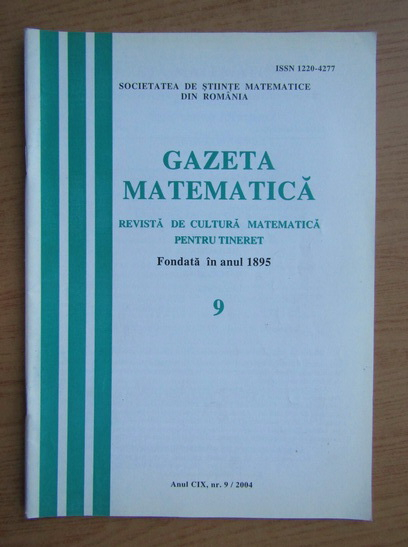 ISSN 1220-4277
SOCIETATEA DE ȘTIINȚE MATEMATICE
DIN ROMÂNIA
GAZETA
MATEMATICĂ
REVISTĂ DE CULTURĂ MATEMATICĂ
PENTRU TINERET
Fondată în anul 1895
9
Anul CIX, nr. 9 / 2004